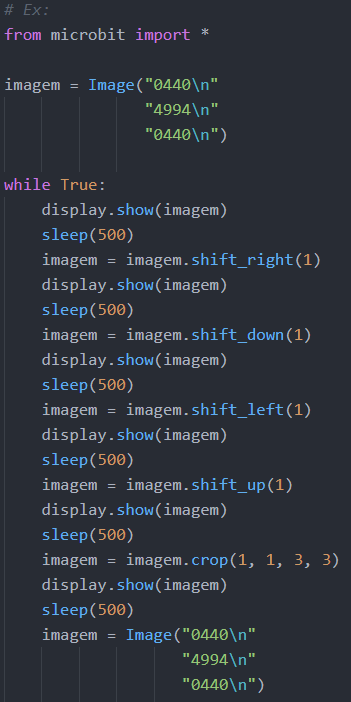 # Ex:
from microbit import *

imagem = Image("0440\n"
               "4994\n"
               "0440\n")

while True:
    display.show(imagem)
    sleep(500)
    imagem = imagem.shift_right(1)
    display.show(imagem)
    sleep(500)
    imagem = imagem.shift_down(1)
    display.show(imagem)
    sleep(500)
    imagem = imagem.shift_left(1)
    display.show(imagem)
    sleep(500)
    imagem = imagem.shift_up(1)
    display.show(imagem)
    sleep(500)
    imagem = imagem.crop(1, 1, 3, 3)
    display.show(imagem)
    sleep(500)
    imagem = Image("0440\n"
                   "4994\n"
                   "0440\n")